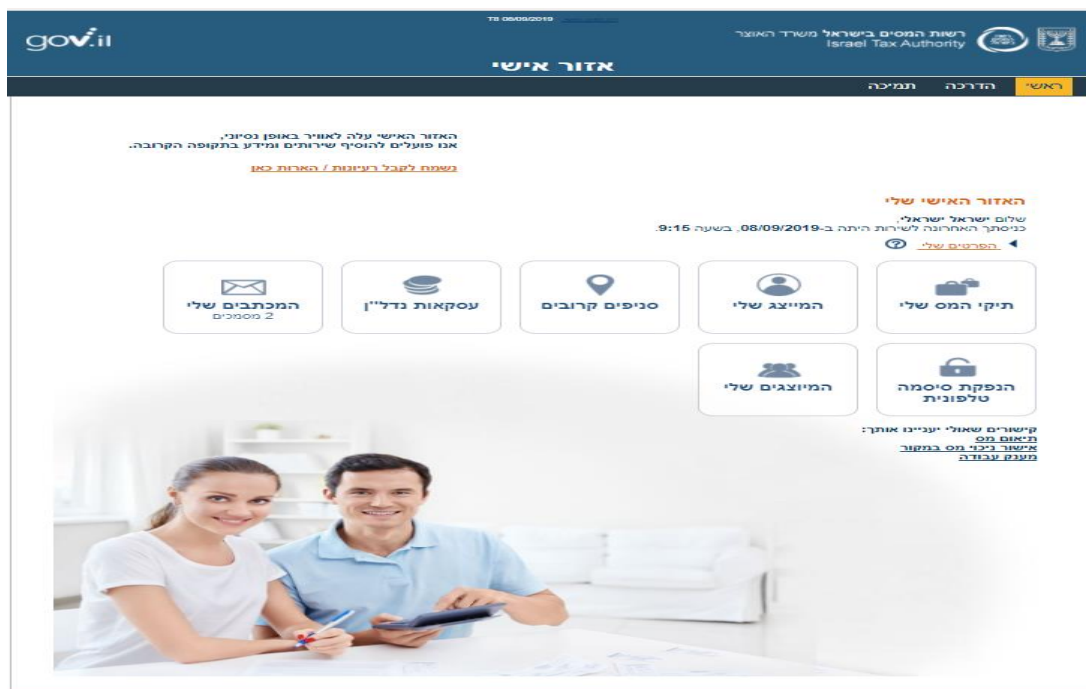 TB 08/09/2019
gov.il
רשות המסים בישראל משרד האוצר
Israel Tax Authority
אזור אישי
ראשי הדרכה תמיכה
האזור האישי עלה לאוויר באופן נסיוני,
אנו פועלים להוסיף שירותים ומידע בתקופה הקרובה.
נשמח לקבל רעיונות / הארות כאן
האזור האישי שלי
שלום ישראל ישראלי,
כניסתך האחרונה לשירות היתה ב-08/09/2019, בשעה 9:15.
הפרטים שלי ?
תיקי המס שלי
המייצג שלי
סניפים קרובים
עסקאות נדל"ן
המכתבים שלי
2 מסמכים
הנפקת סיסמה
טלפונית
המיוצגים שלי
קישורים שאולי יעניינו אותך:
תיאום מס
אישור ניכוי מס במקור
מענק עבודה